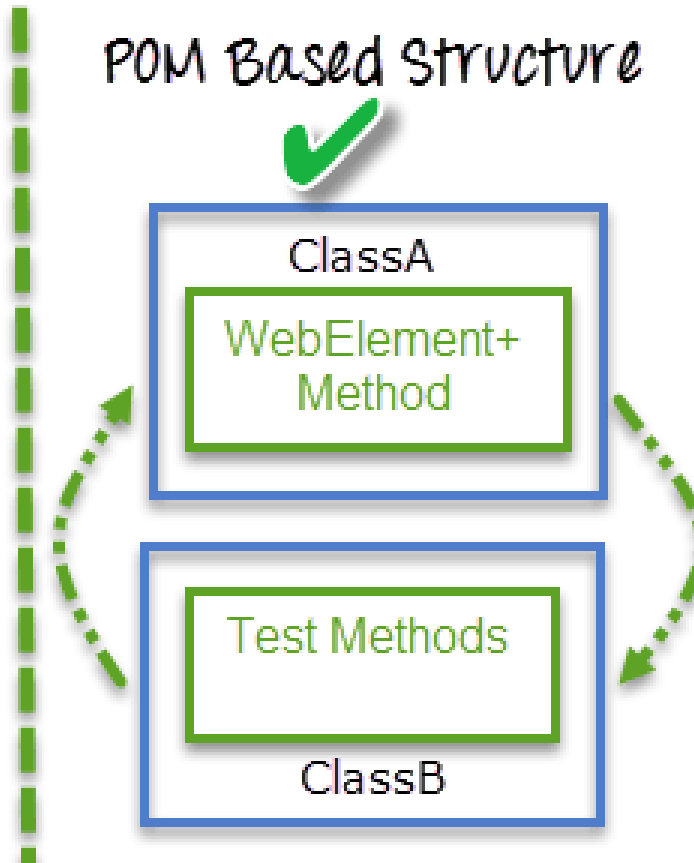 POM Based Structure
ClassA
WebElement+
Method
Test Methods
ClassB